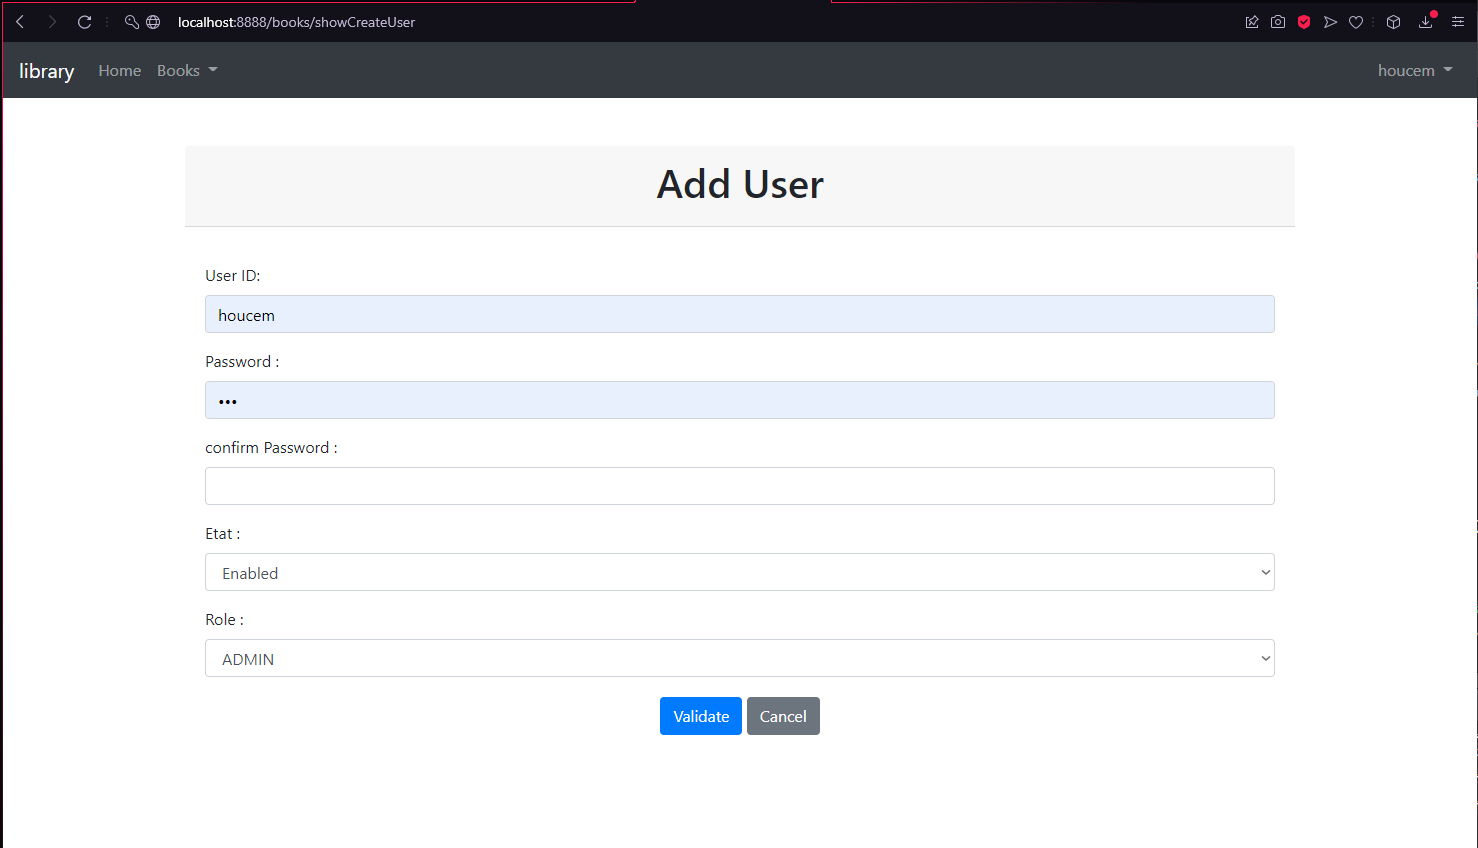 localhost:8888/books/showCreateUser
library Home Books houcem
Add User
User ID:
houcem
Password :
•••
confirm Password :
Etat :
Enabled
Role :
ADMIN
Validate Cancel